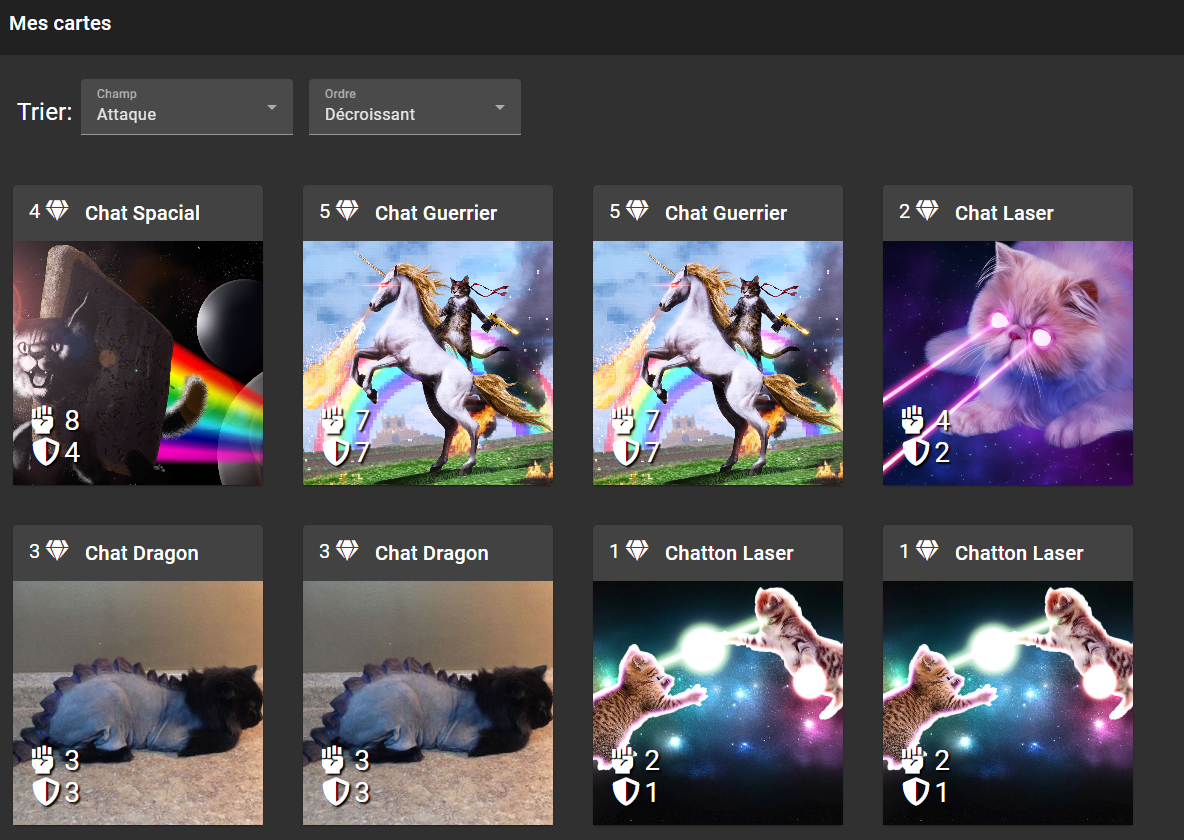 Mes cartes
Champ
Ordre
Trier: Attaque Décroissant
4 Chat Spacial
5 Chat Guerrier
5 Chat Guerrier
2 Chat Laser
8
4
7
7
7
7
4
2
3 Chat Dragon
3 Chat Dragon
1 Chatton Laser
1 Chatton Laser
3
3
3
3
2
1
2
1